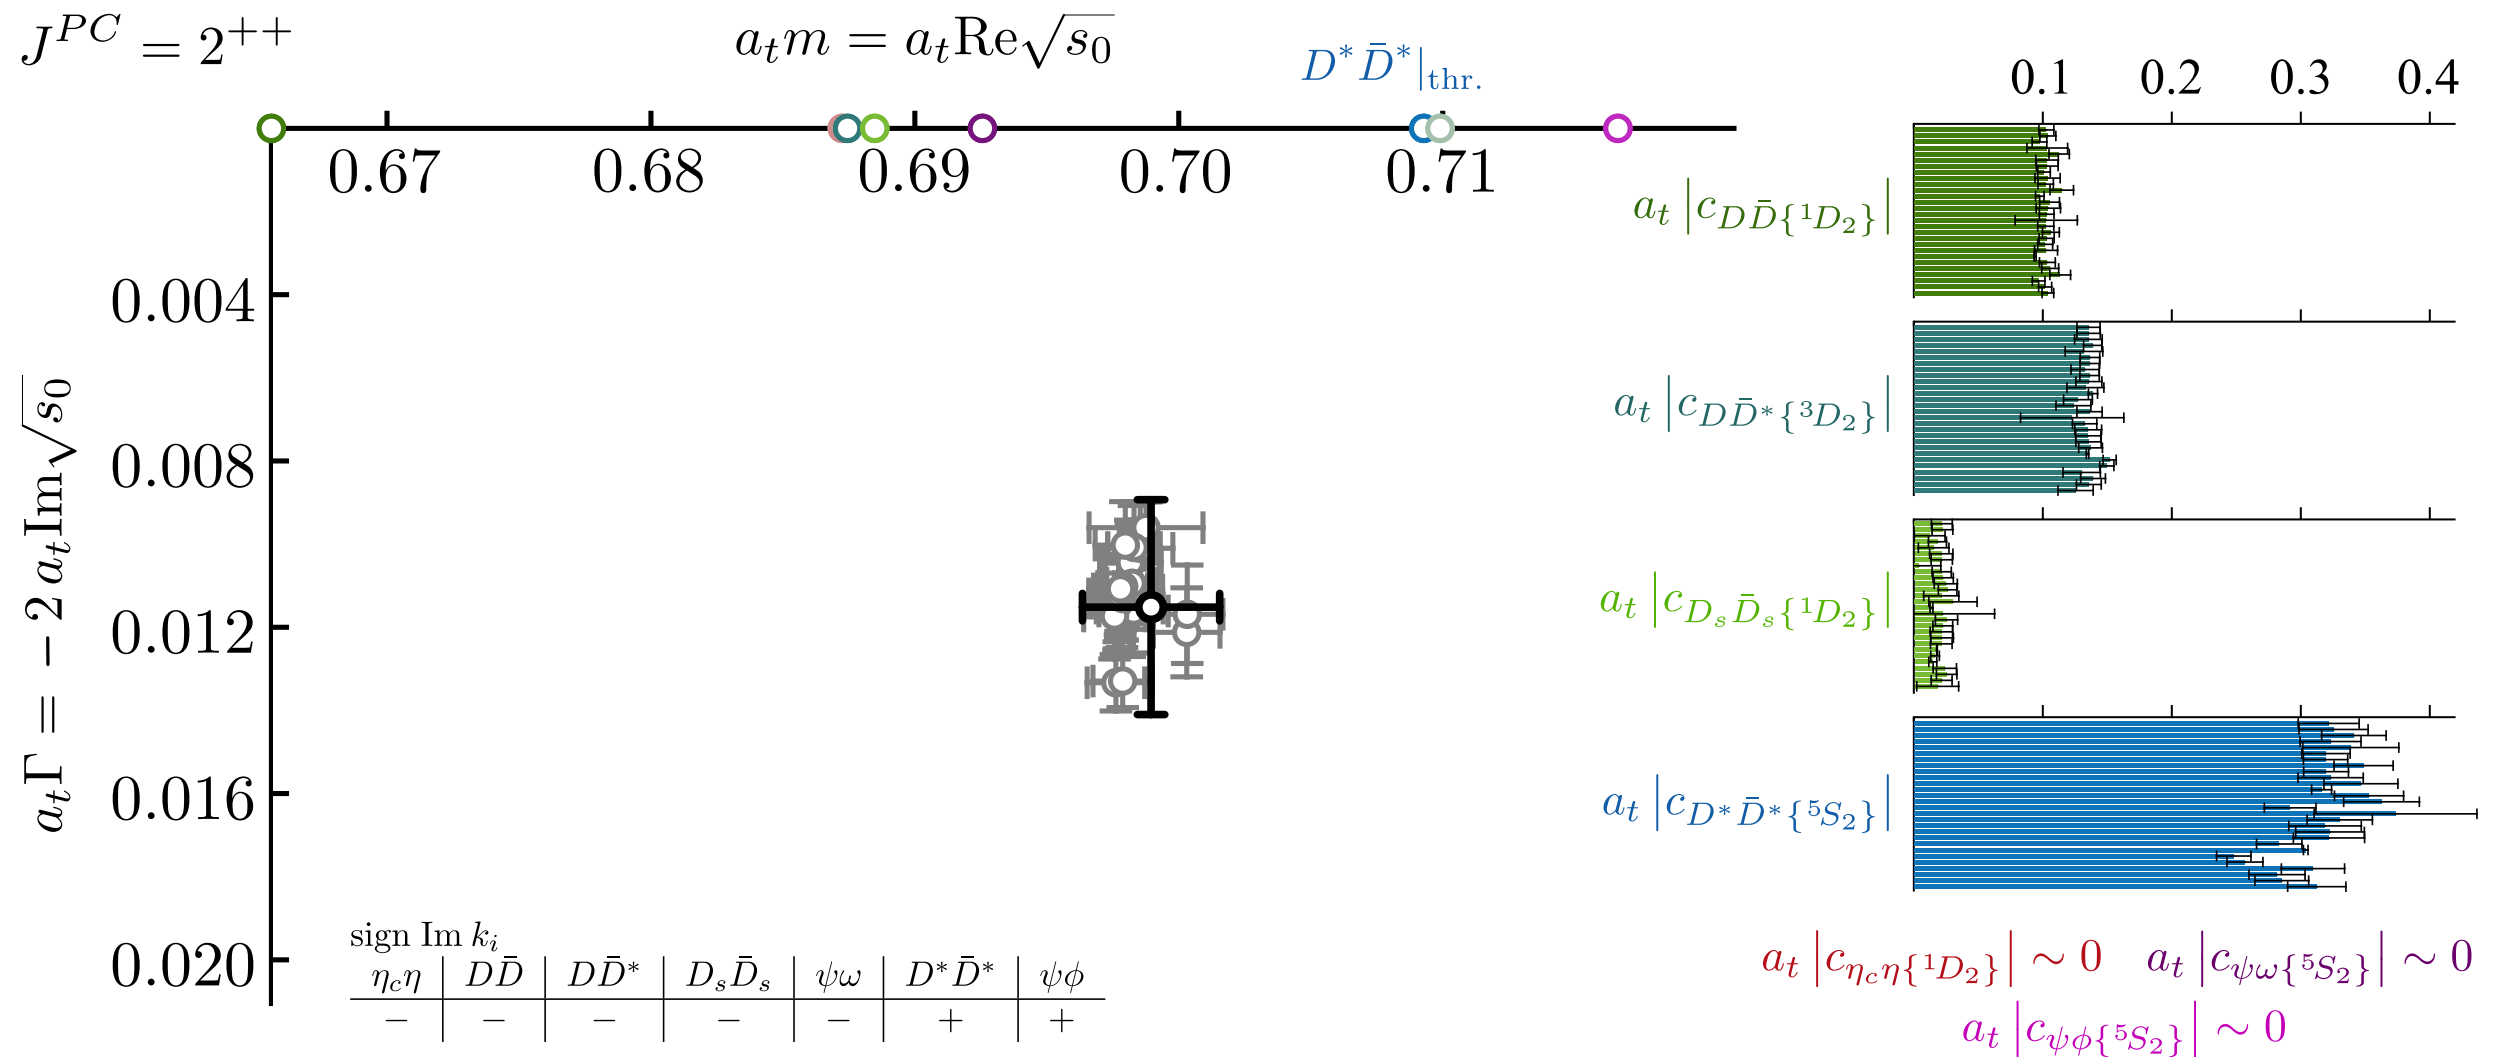 J^{PC} = 2^{++}
a_t m = a_t Re√s_0
D^* D̄^*|_{thr.}
0.67 0.68 0.69 0.70 0.71
0.1 0.2 0.3 0.4
a_t |c_{DD̄{^1D_2}}|
a_t |c_{DD̄^*{^3D_2}}|
a_t |c_{D_s D̄_s{^1D_2}}|
a_t |c_{D^*D̄^*{^5S_2}}|
a_t Γ = −2 a_t Im√s_0
0.004
0.008
0.012
0.016
0.020
sign Im k_i
η_c η | DD̄ | DD̄^* | D_s D̄_s | ψω | D^*D̄^* | ψϕ
− | − | − | − | − | + | +
a_t |c_{η_c η{^1D_2}}| ∼ 0 a_t |c_{ψω{^5S_2}}| ∼ 0
a_t |c_{ψϕ{^5S_2}}| ∼ 0